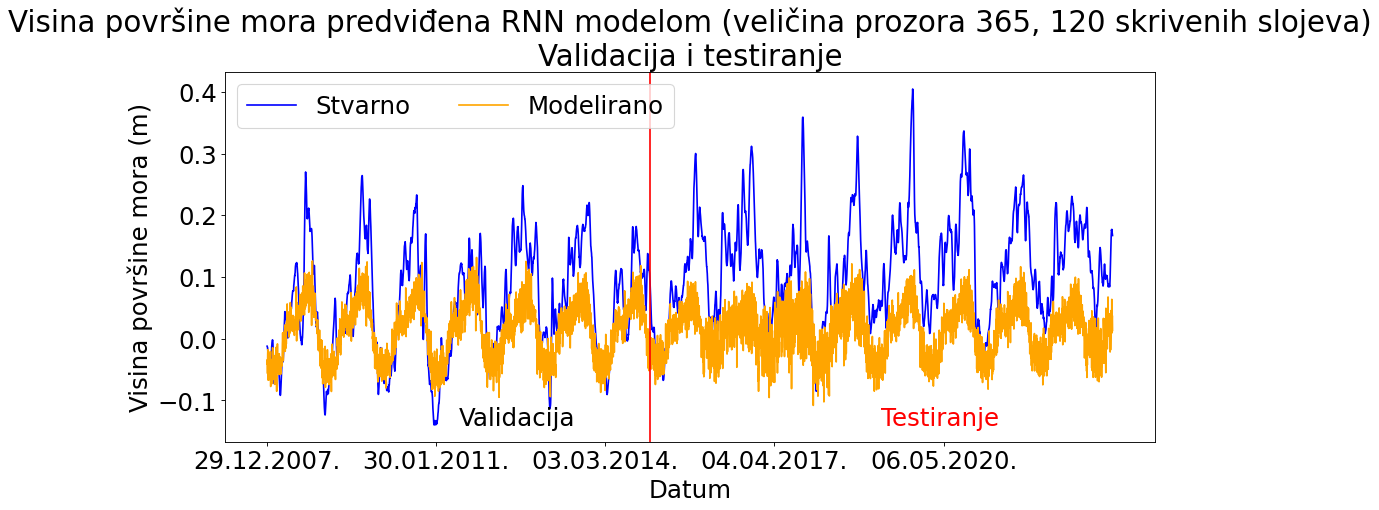 Visina površine mora predviđena RNN modelom (veličina prozora 365, 120 skrivenih slojeva)
Validacija i testiranje
Stvarno
Modelirano
Visina površine mora (m)
0.4
0.3
0.2
0.1
0.0
−0.1
Validacija
Testiranje
29.12.2007.
30.01.2011.
03.03.2014.
04.04.2017.
06.05.2020.
Datum